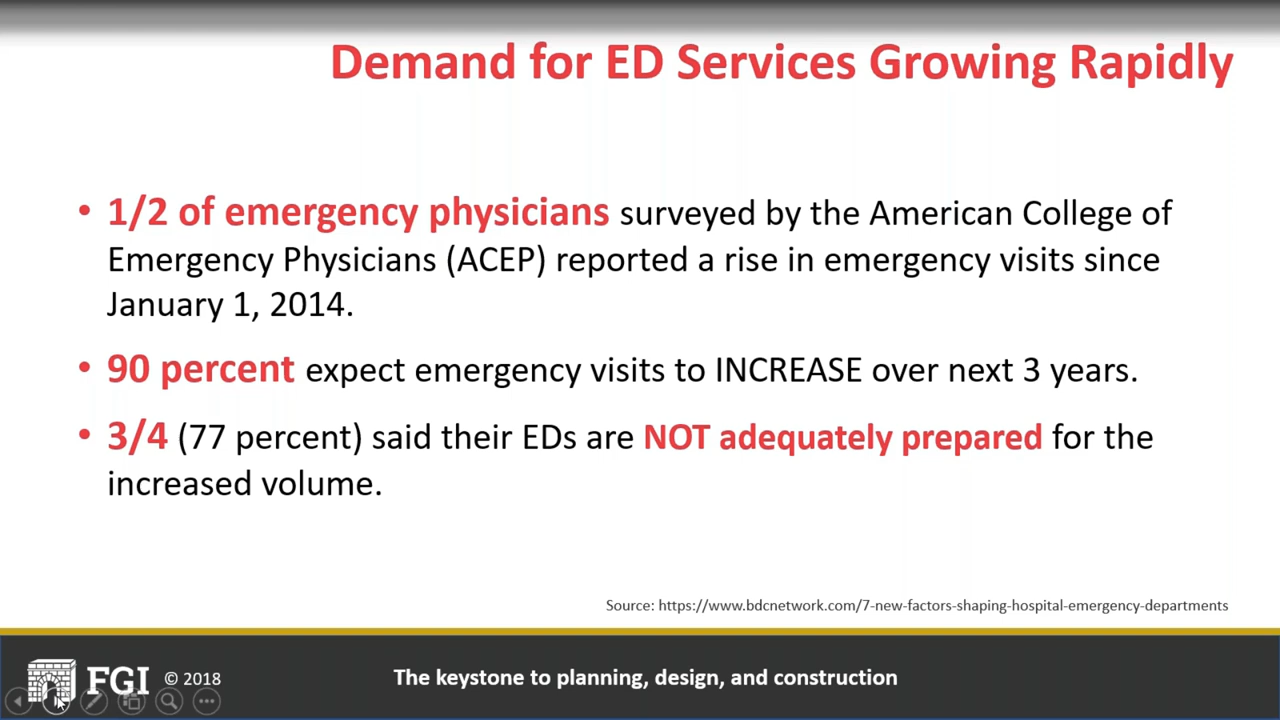 Demand for ED Services Growing Rapidly
• 1/2 of emergency physicians surveyed by the American College of
Emergency Physicians (ACEP) reported a rise in emergency visits since
January 1, 2014.
• 90 percent expect emergency visits to INCREASE over next 3 years.
• 3/4 (77 percent) said their EDs are NOT adequately prepared for the
increased volume.
Source: https://www.bdcnetwork.com/7-new-factors-shaping-hospital-emergency-departments
FGI © 2018
The keystone to planning, design, and construction